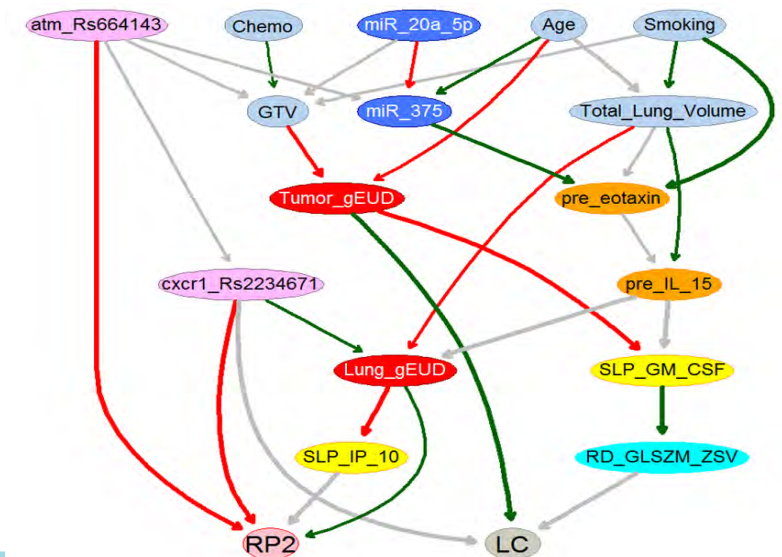 atm_Rs664143 Chemo miR_20a_5p Age Smoking
GTV miR_375 Total_Lung_Volume
Tumor_gEUD pre_eotaxin
cxcr1_Rs2234671 pre_IL_15
Lung_gEUD SLP_GM_CSF
SLP_IP_10 RD_GLSZM_ZSV
RP2 LC